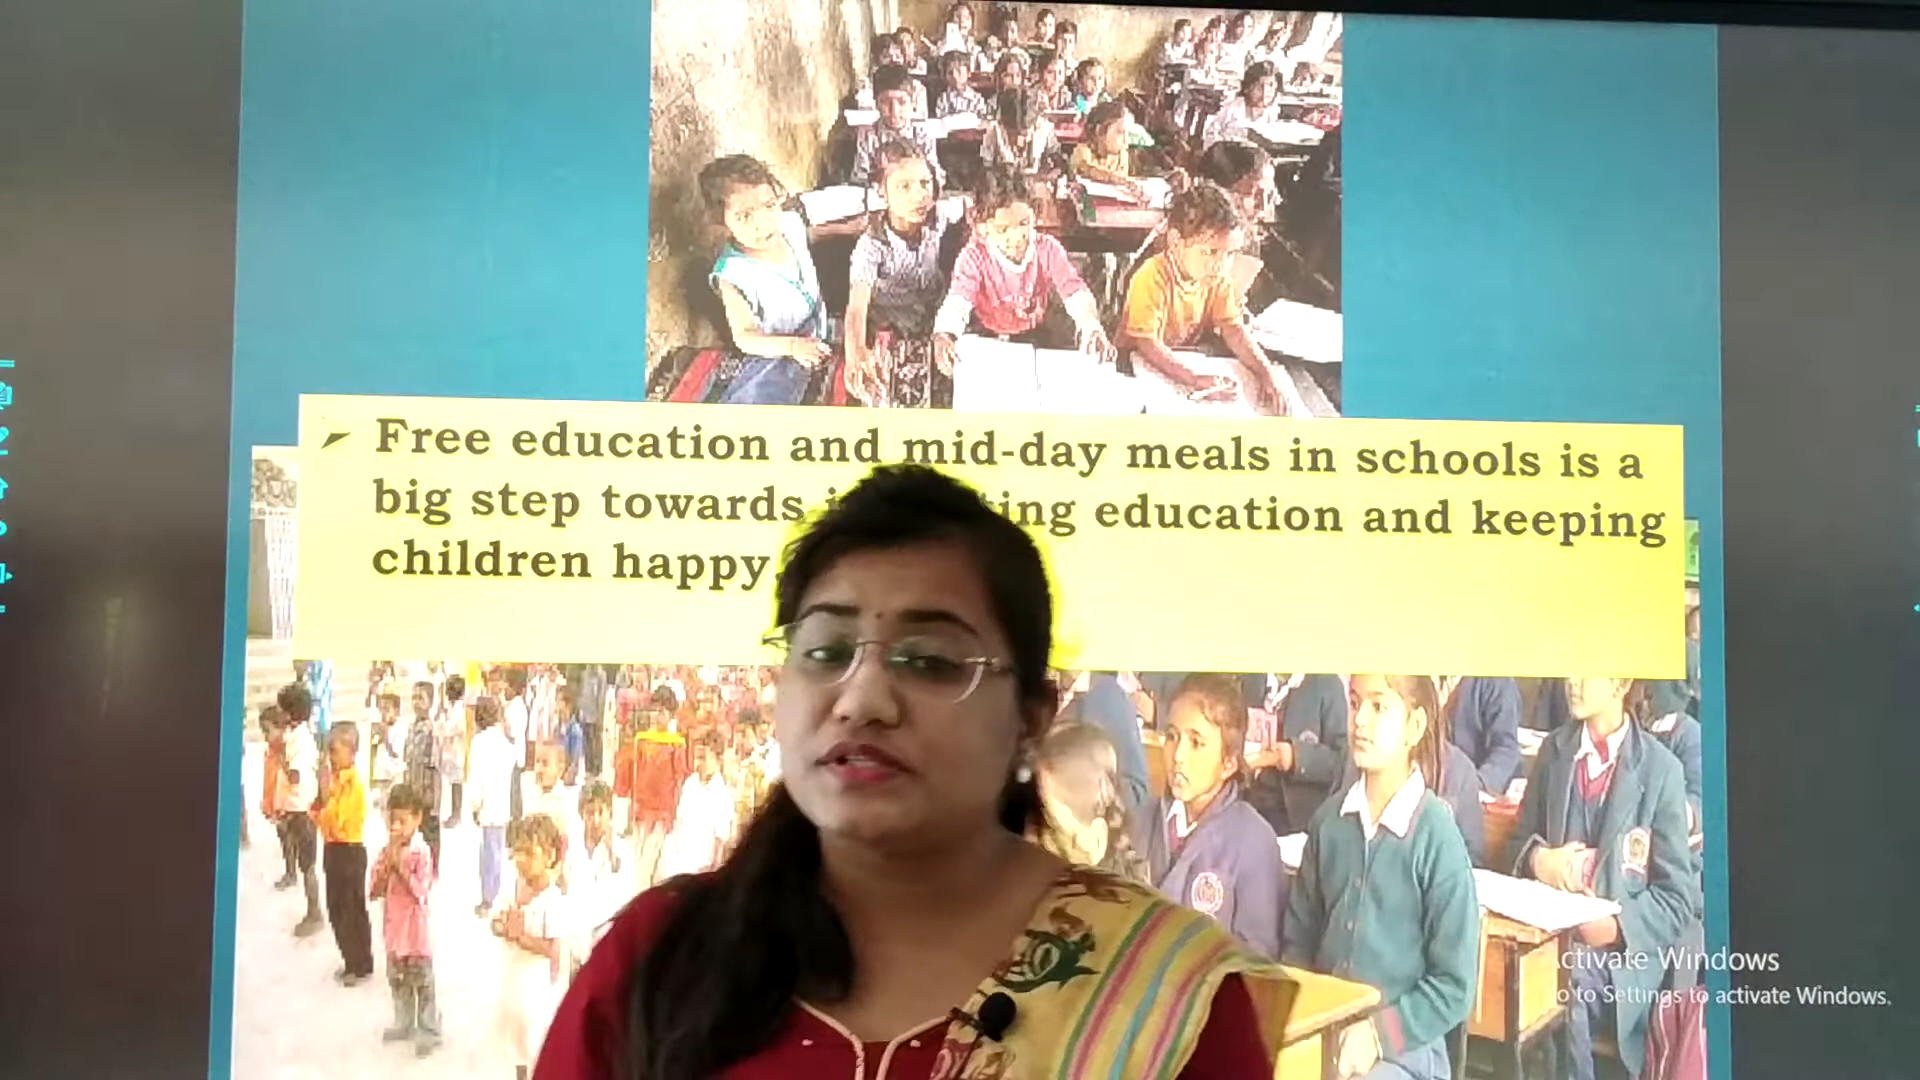 Free education and mid-day meals in schools is a
big step towards education and keeping
children happy
ctivate Windows
o to Settings to activate Windows.